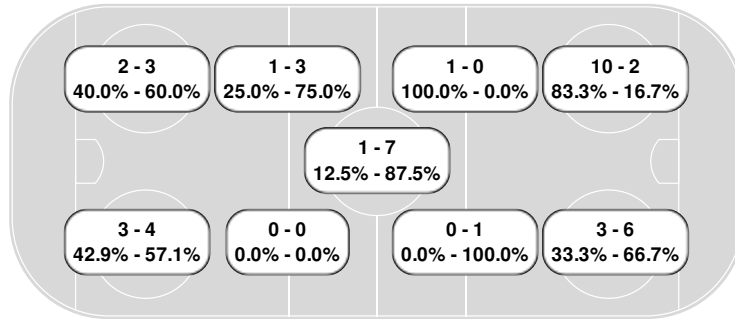 2 - 3
40.0% - 60.0%
1 - 3
25.0% - 75.0%
1 - 0
100.0% - 0.0%
10 - 2
83.3% - 16.7%
1 - 7
12.5% - 87.5%
3 - 4
42.9% - 57.1%
0 - 0
0.0% - 0.0%
0 - 1
0.0% - 100.0%
3 - 6
33.3% - 66.7%